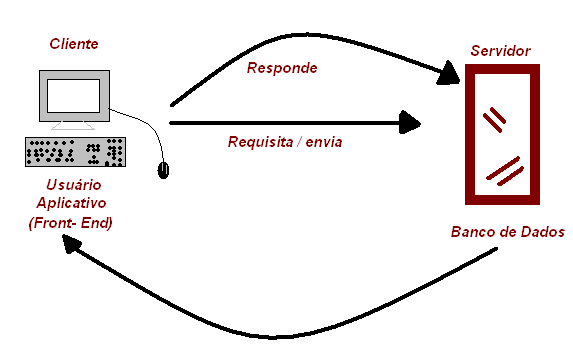 Cliente
Servidor
Responde
Requisita / envia
Usuário
Aplicativo
(Front- End)
Banco de Dados